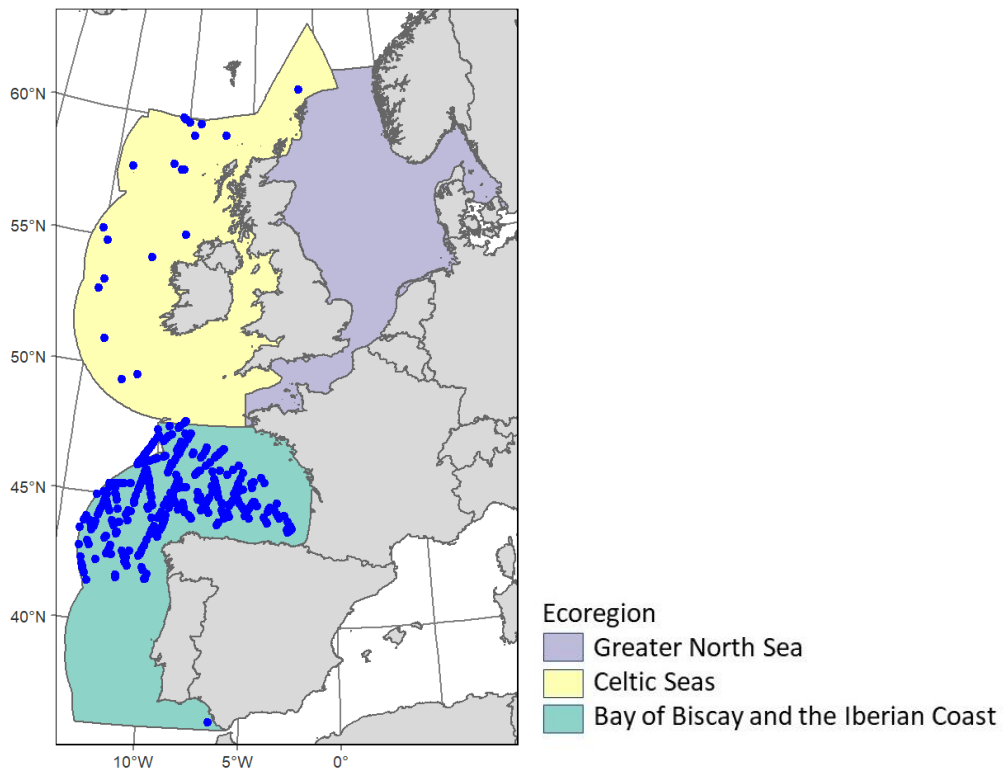 60°N
55°N
50°N
45°N
40°N
10°W
5°W
0°
Ecoregion
Greater North Sea
Celtic Seas
Bay of Biscay and the Iberian Coast